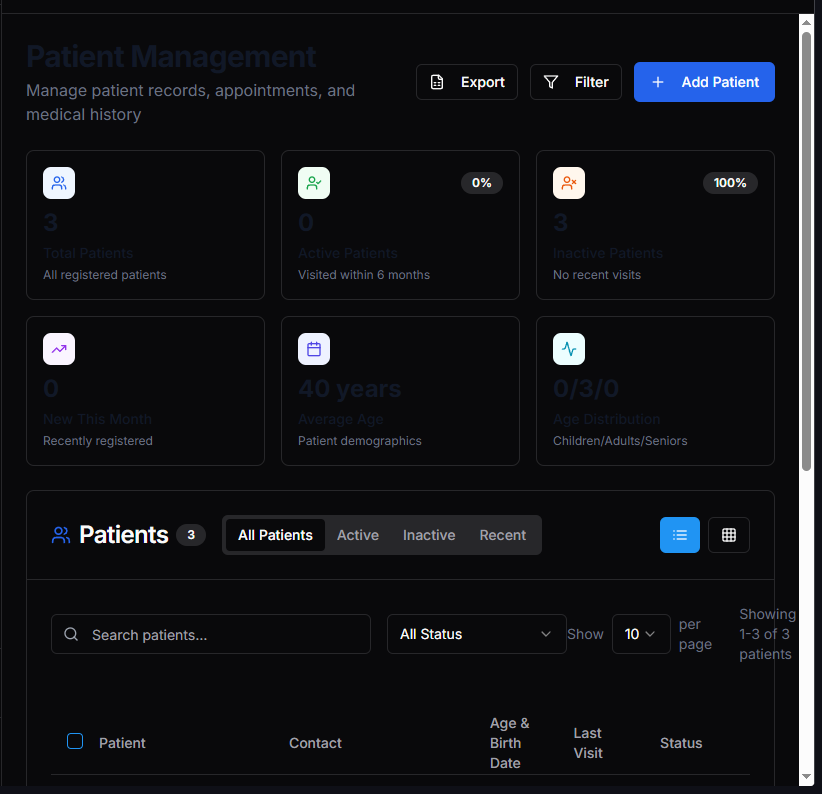 Patient Management
Manage patient records, appointments, and
medical history
Export
Filter
Add Patient
3
Total Patients
All registered patients
0%
0
Active Patients
Visited within 6 months
100%
3
Inactive Patients
No recent visits
0
New This Month
Recently registered
40 years
Average Age
Patient demographics
0/3/0
Age Distribution
Children/Adults/Seniors
Patients 3
All Patients
Active
Inactive
Recent
Search patients...
All Status
Show
10
per
page
Showing
1-3 of 3
patients
Patient
Contact
Age &
Birth
Date
Last
Visit
Status